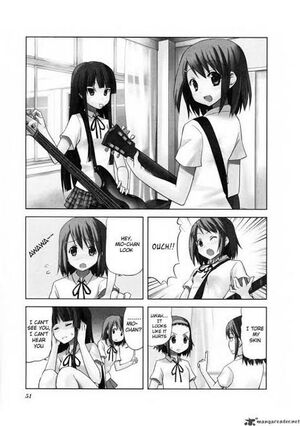 OUCH!!
HEY,
MIO-CHAN
LOOK
AWAWA~
I TORE
MY
SKIN
UWA...
IT
LOOKS
LIKE IT
HURTS
......
MIO-
CHAN?
I CAN'T
SEE YOU,
I CAN'T
HEAR
YOU
51
mangareader.net